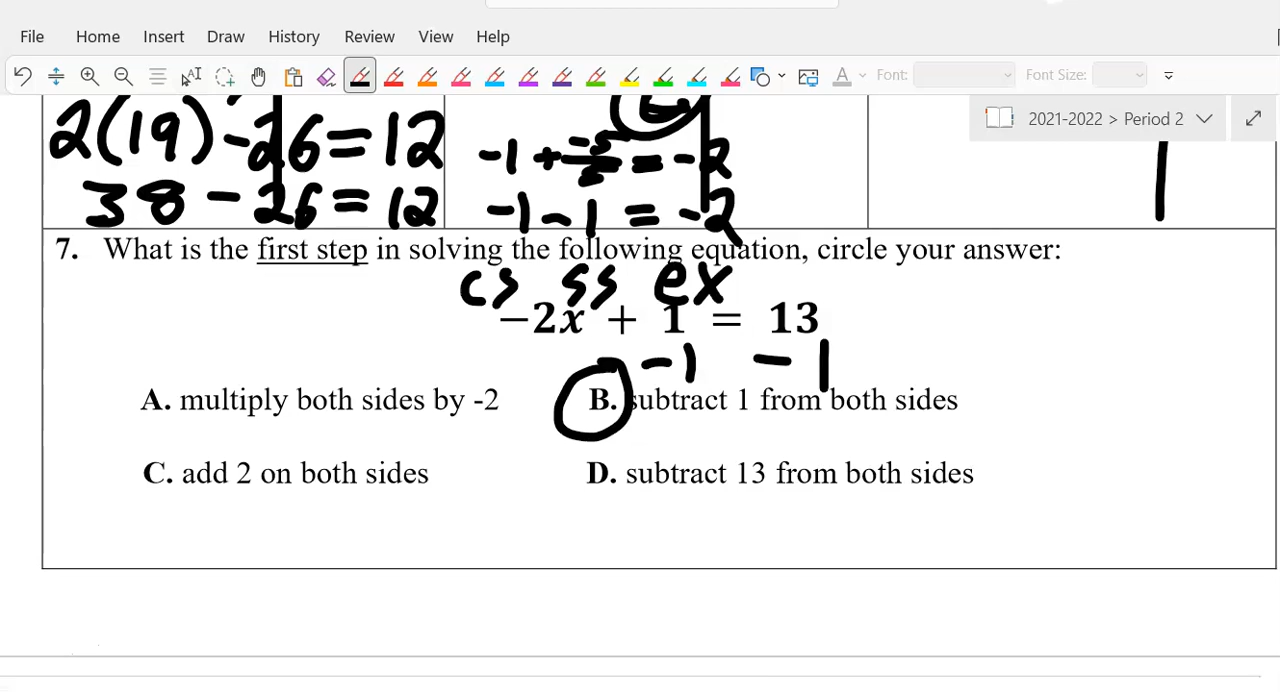 File Home Insert Draw History Review View Help
Font: Font Size:
2021-2022 > Period 2
2(19)-26=12
38-26=12
-1+ = -2
-1-1=-2
7. What is the first step in solving the following equation, circle your answer:
cs ss ex
−2x + 1 = 13
-1 -1
A. multiply both sides by -2 B. subtract 1 from both sides
C. add 2 on both sides D. subtract 13 from both sides